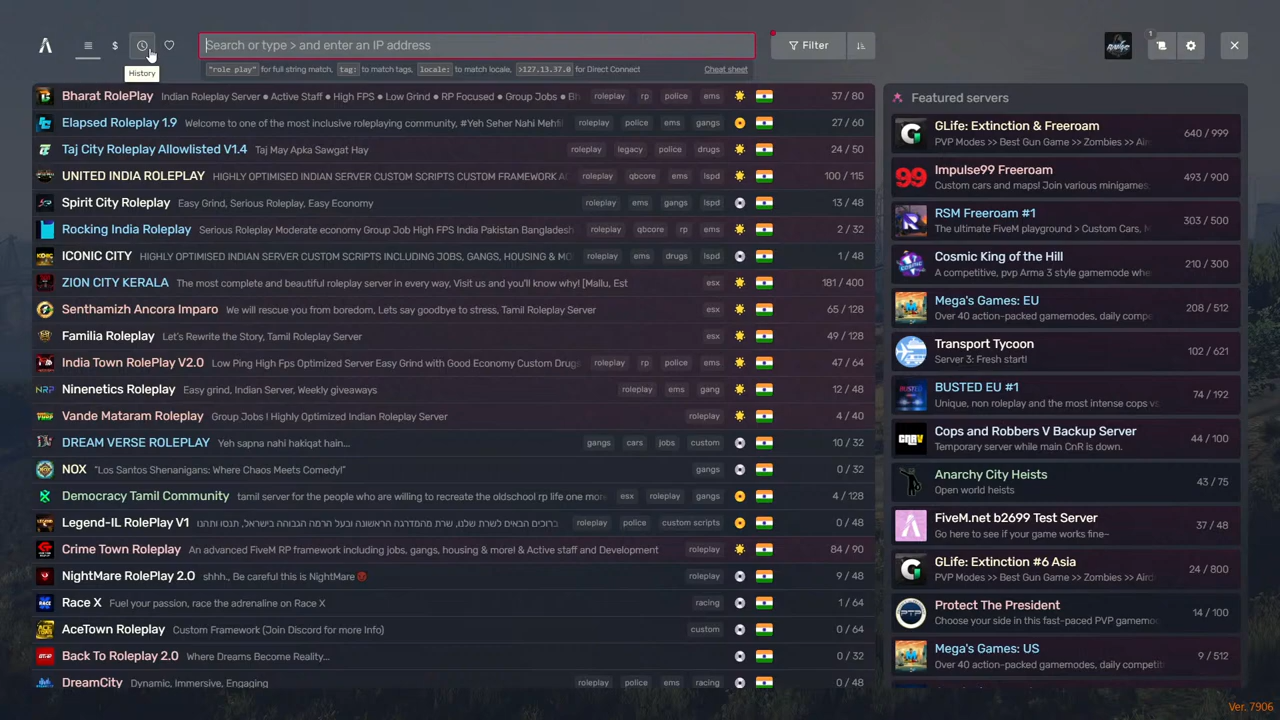 $
Search or type > and enter an IP address
Filter
1
"role play" for full string match, tag: to match tags, locale: to match locale, >127.13.37.0 for Direct Connect
Cheat sheet
History
Bharat RolePlay Indian Roleplay Server ● Active Staff ● High FPS ● Low Grind ● RP Focused ● Group Jobs ● roleplay rp police ems 37 / 80
Elapsed Roleplay 1.9 Welcome to one of the most inclusive roleplaying community, #Yeh Seher Nahi roleplay police ems gangs 27 / 60
Taj City Roleplay Allowlisted V1.4 Taj May Apka Sawgat Hay roleplay legacy police drugs 24 / 50
UNITED INDIA ROLEPLAY HIGHLY OPTIMISED INDIAN SERVER CUSTOM SCRIPTS CUSTOM FRAMEWORK roleplay qbcore ems lspd 100 / 115
Spirit City Roleplay Easy Grind, Serious Roleplay, Easy Economy roleplay ems gangs lspd 13 / 48
Rocking India Roleplay Roleplay Moderate economy Group Job High FPS India Pakistan Bangladesh roleplay qbcore rp ems 2 / 32
ICONIC CITY HIGHLY OPTIMISED INDIAN SERVER CUSTOM SCRIPTS INCLUDING JOBS, GANGS, HOUSING & roleplay ems drugs lspd 1 / 48
ZION CITY KERALA The most complete and beautiful roleplay server in every way, Visit us and you'll know why! [Mallu, Est esx 181 / 400
Senthamizh Ancora Imparo We will rescue you from boredom, Lets say goodbye to stress, Tamil Roleplay Server esx 65 / 128
Familia Roleplay Let's Rewrite the Story, Tamil Roleplay Server esx 49 / 128
India Town RolePlay V2.0 Low Ping High Fps Optimized Server Easy Grind with Good Economy Custom roleplay rp police ems 47 / 64
NRP Ninenetics Roleplay Easy grind, Indian Server, Weekly giveaways roleplay ems gang 12 / 48
Vande Mataram Roleplay Group Jobs I Highly Optimized Indian Roleplay Server roleplay 4 / 40
DREAM VERSE ROLEPLAY Yeh sapna nahi hakiqat hain... gangs cars jobs custom 10 / 32
NOX "Los Santos Shenanigans: Where Chaos Meets Comedy!" gangs 0 / 32
Democracy Tamil Community tamil server for the people who are willing to recreate the oldschool rp life one more esx roleplay gangs 4 / 128
Legend-IL RolePlay V1 ברוכים הבאים לשרת שלנו, שרת מהמדרגה הראשונה ובעל הרמה הגבוהה בישראל, תנסו ותהנו roleplay police custom scripts 0 / 48
Crime Town Roleplay An advanced FiveM RP framework including jobs, gangs, housing & more! & Active staff and Development roleplay 84 / 90
NightMare RolePlay 2.0 shhh., Be careful this is NightMare roleplay 9 / 48
RACE Race X Fuel your passion, race the adrenaline on Race X racing 1 / 64
AceTown Roleplay Custom Framework (Join Discord for more Info) custom 0 / 64
Back To Roleplay 2.0 Where Dreams Become Reality... 0 / 32
DreamCity Dynamic, Immersive, Engaging roleplay police ems racing 0 / 48
Featured servers
GLife: Extinction & Freeroam
PVP Modes >> Best Gun Game >> Zombies >>
640 / 999
99
Impulse99 Freeroam
Custom cars and maps! Join various minigames,
493 / 900
RSM Freeroam #1
The ultimate FiveM playground > Custom Cars,
303 / 500
Cosmic King of the Hill
A competitive, pvp Arma 3 style gamemode
210 / 300
Mega's Games: EU
Over 40 action-packed gamemodes, daily
208 / 512
Transport Tycoon
Server 3: Fresh start!
102 / 621
BUSTED
BUSTED EU #1
Unique, non roleplay and the most intense cops
74 / 192
CNRV
Cops and Robbers V Backup Server
Temporary server while main CnR is down.
44 / 100
Anarchy City Heists
Open world heists
43 / 75
FiveM.net b2699 Test Server
Go here to see if your game works fine~
37 / 48
GLife: Extinction #6 Asia
PVP Modes >> Best Gun Game >> Zombies >>
24 / 800
PTP
Protect The President
Choose your side in this fast-paced PVP
14 / 100
Mega's Games: US
Over 40 action-packed gamemodes, daily
9 / 512
Ver. 7906